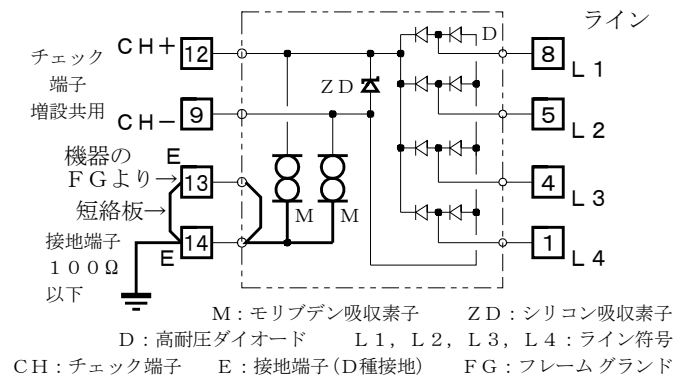 ライン
CH+
12
D
8
チェック
端子
増設共用
L1
ZD
CH−
9
5
L2
機器の
FGより→
E
13
4
L3
短絡板→
M
M
接地端子
100Ω
以下
14
E
1
L4
M:モリブデン吸収素子 ZD:シリコン吸収素子
D:高耐圧ダイオード L1,L2,L3,L4:ライン符号
CH:チェック端子 E:接地端子(D種接地) FG:フレームグランド